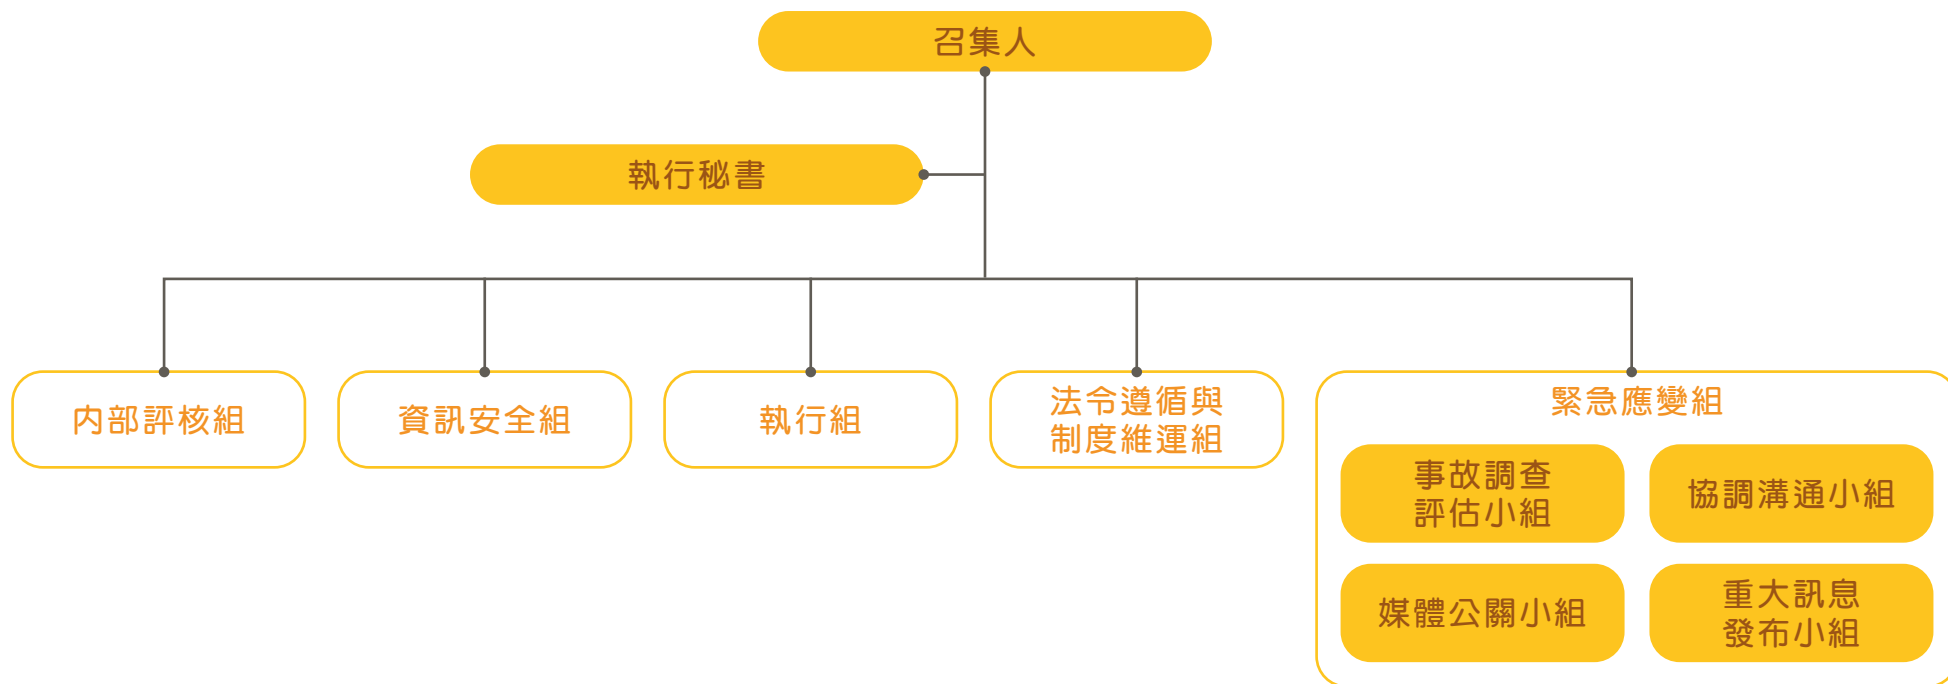 召集人
執行秘書
內部評核組
資訊安全組
執行組
法令遵循與
制度維運組
緊急應變組
事故調查
評估小組
協調溝通小組
媒體公關小組
重大訊息
發布小組